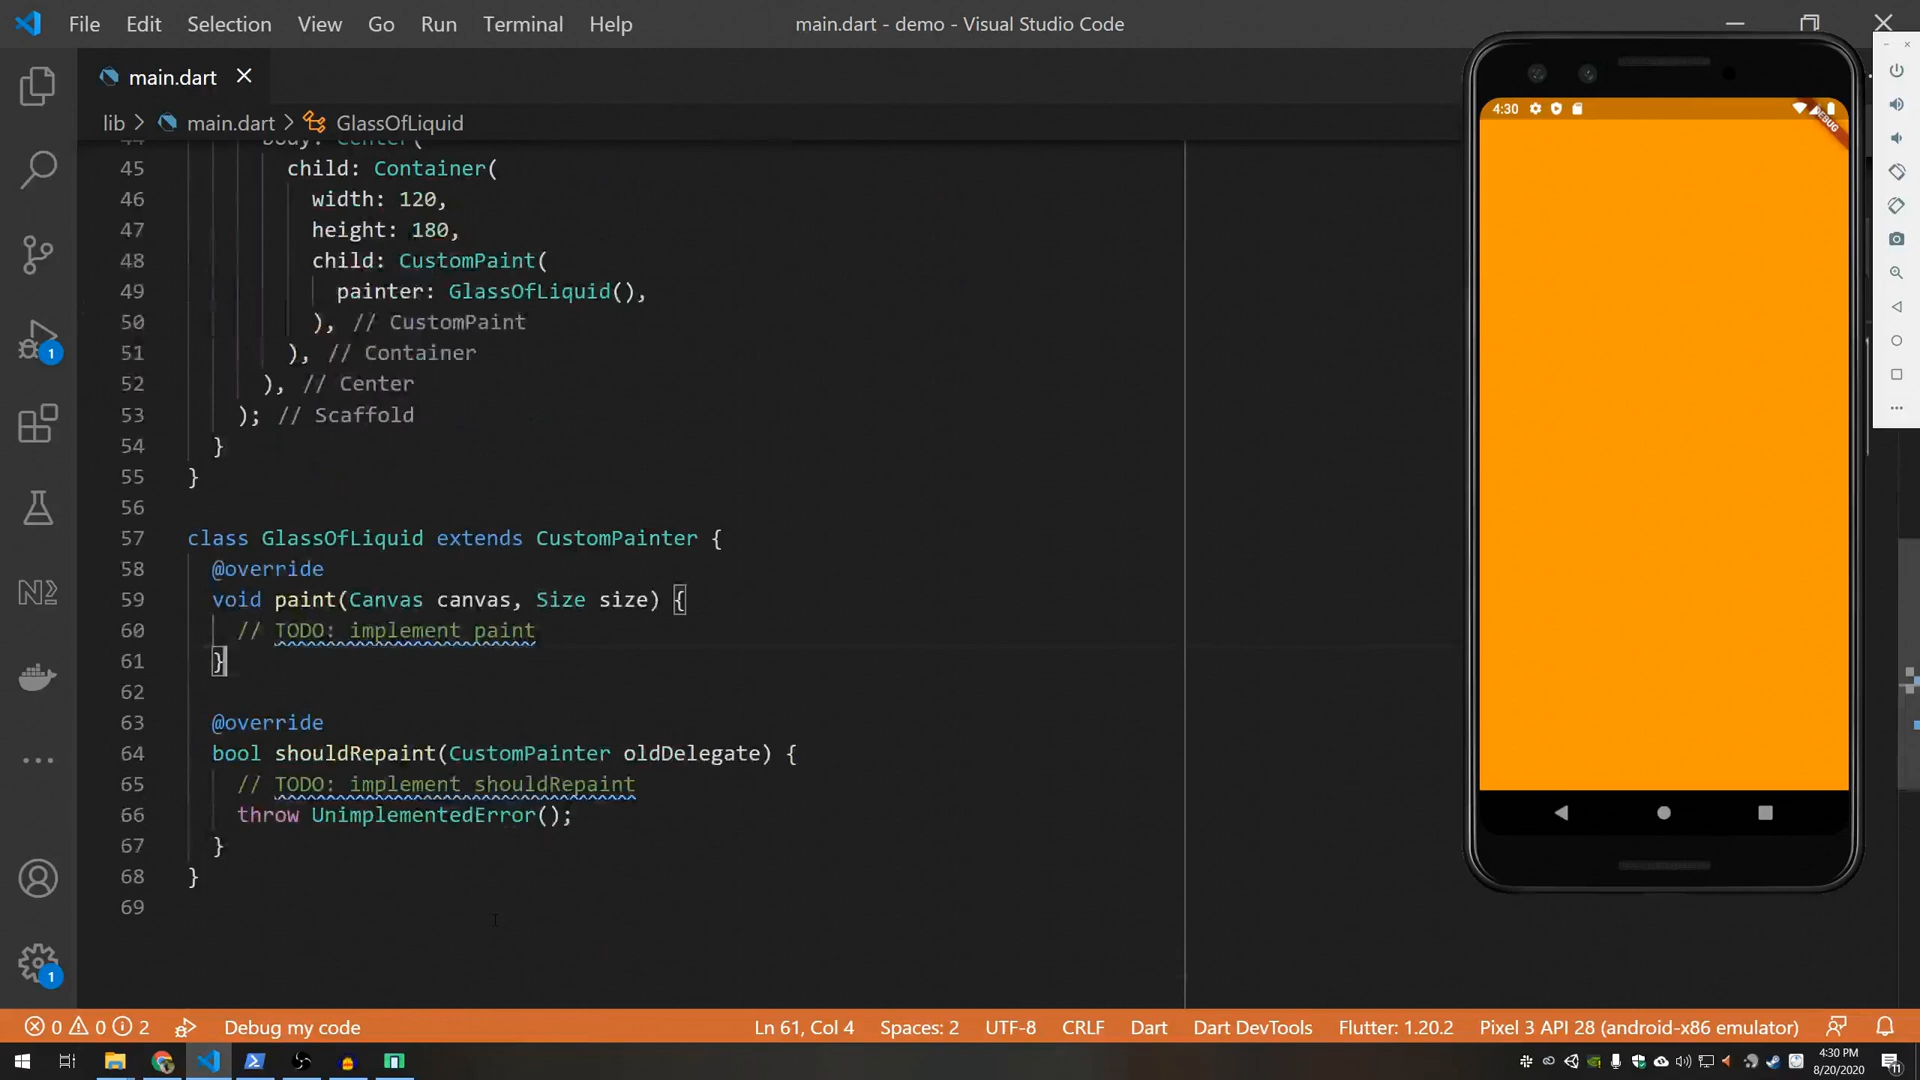 File Edit Selection View Go Run Terminal Help main.dart - demo - Visual Studio Code
main.dart
lib > main.dart > GlassOfLiquid
44 body: Center(
45 child: Container(
46 width: 120,
47 height: 180,
48 child: CustomPaint(
49 painter: GlassOfLiquid(),
50 ), // CustomPaint
51 ), // Container
52 ), // Center
53 ); // Scaffold
54 }
55 }
56
57 class GlassOfLiquid extends CustomPainter {
58 @override
59 void paint(Canvas canvas, Size size) {
60 // TODO: implement paint
61 }
62
63 @override
64 bool shouldRepaint(CustomPainter oldDelegate) {
65 // TODO: implement shouldRepaint
66 throw UnimplementedError();
67 }
68 }
69
4:30
DEBUG
1
N
1
0 0 2 Debug my code Ln 61, Col 4 Spaces: 2 UTF-8 CRLF Dart Dart DevTools Flutter: 1.20.2 Pixel 3 API 28 (android-x86 emulator)
4:30 PM
8/20/2020
11